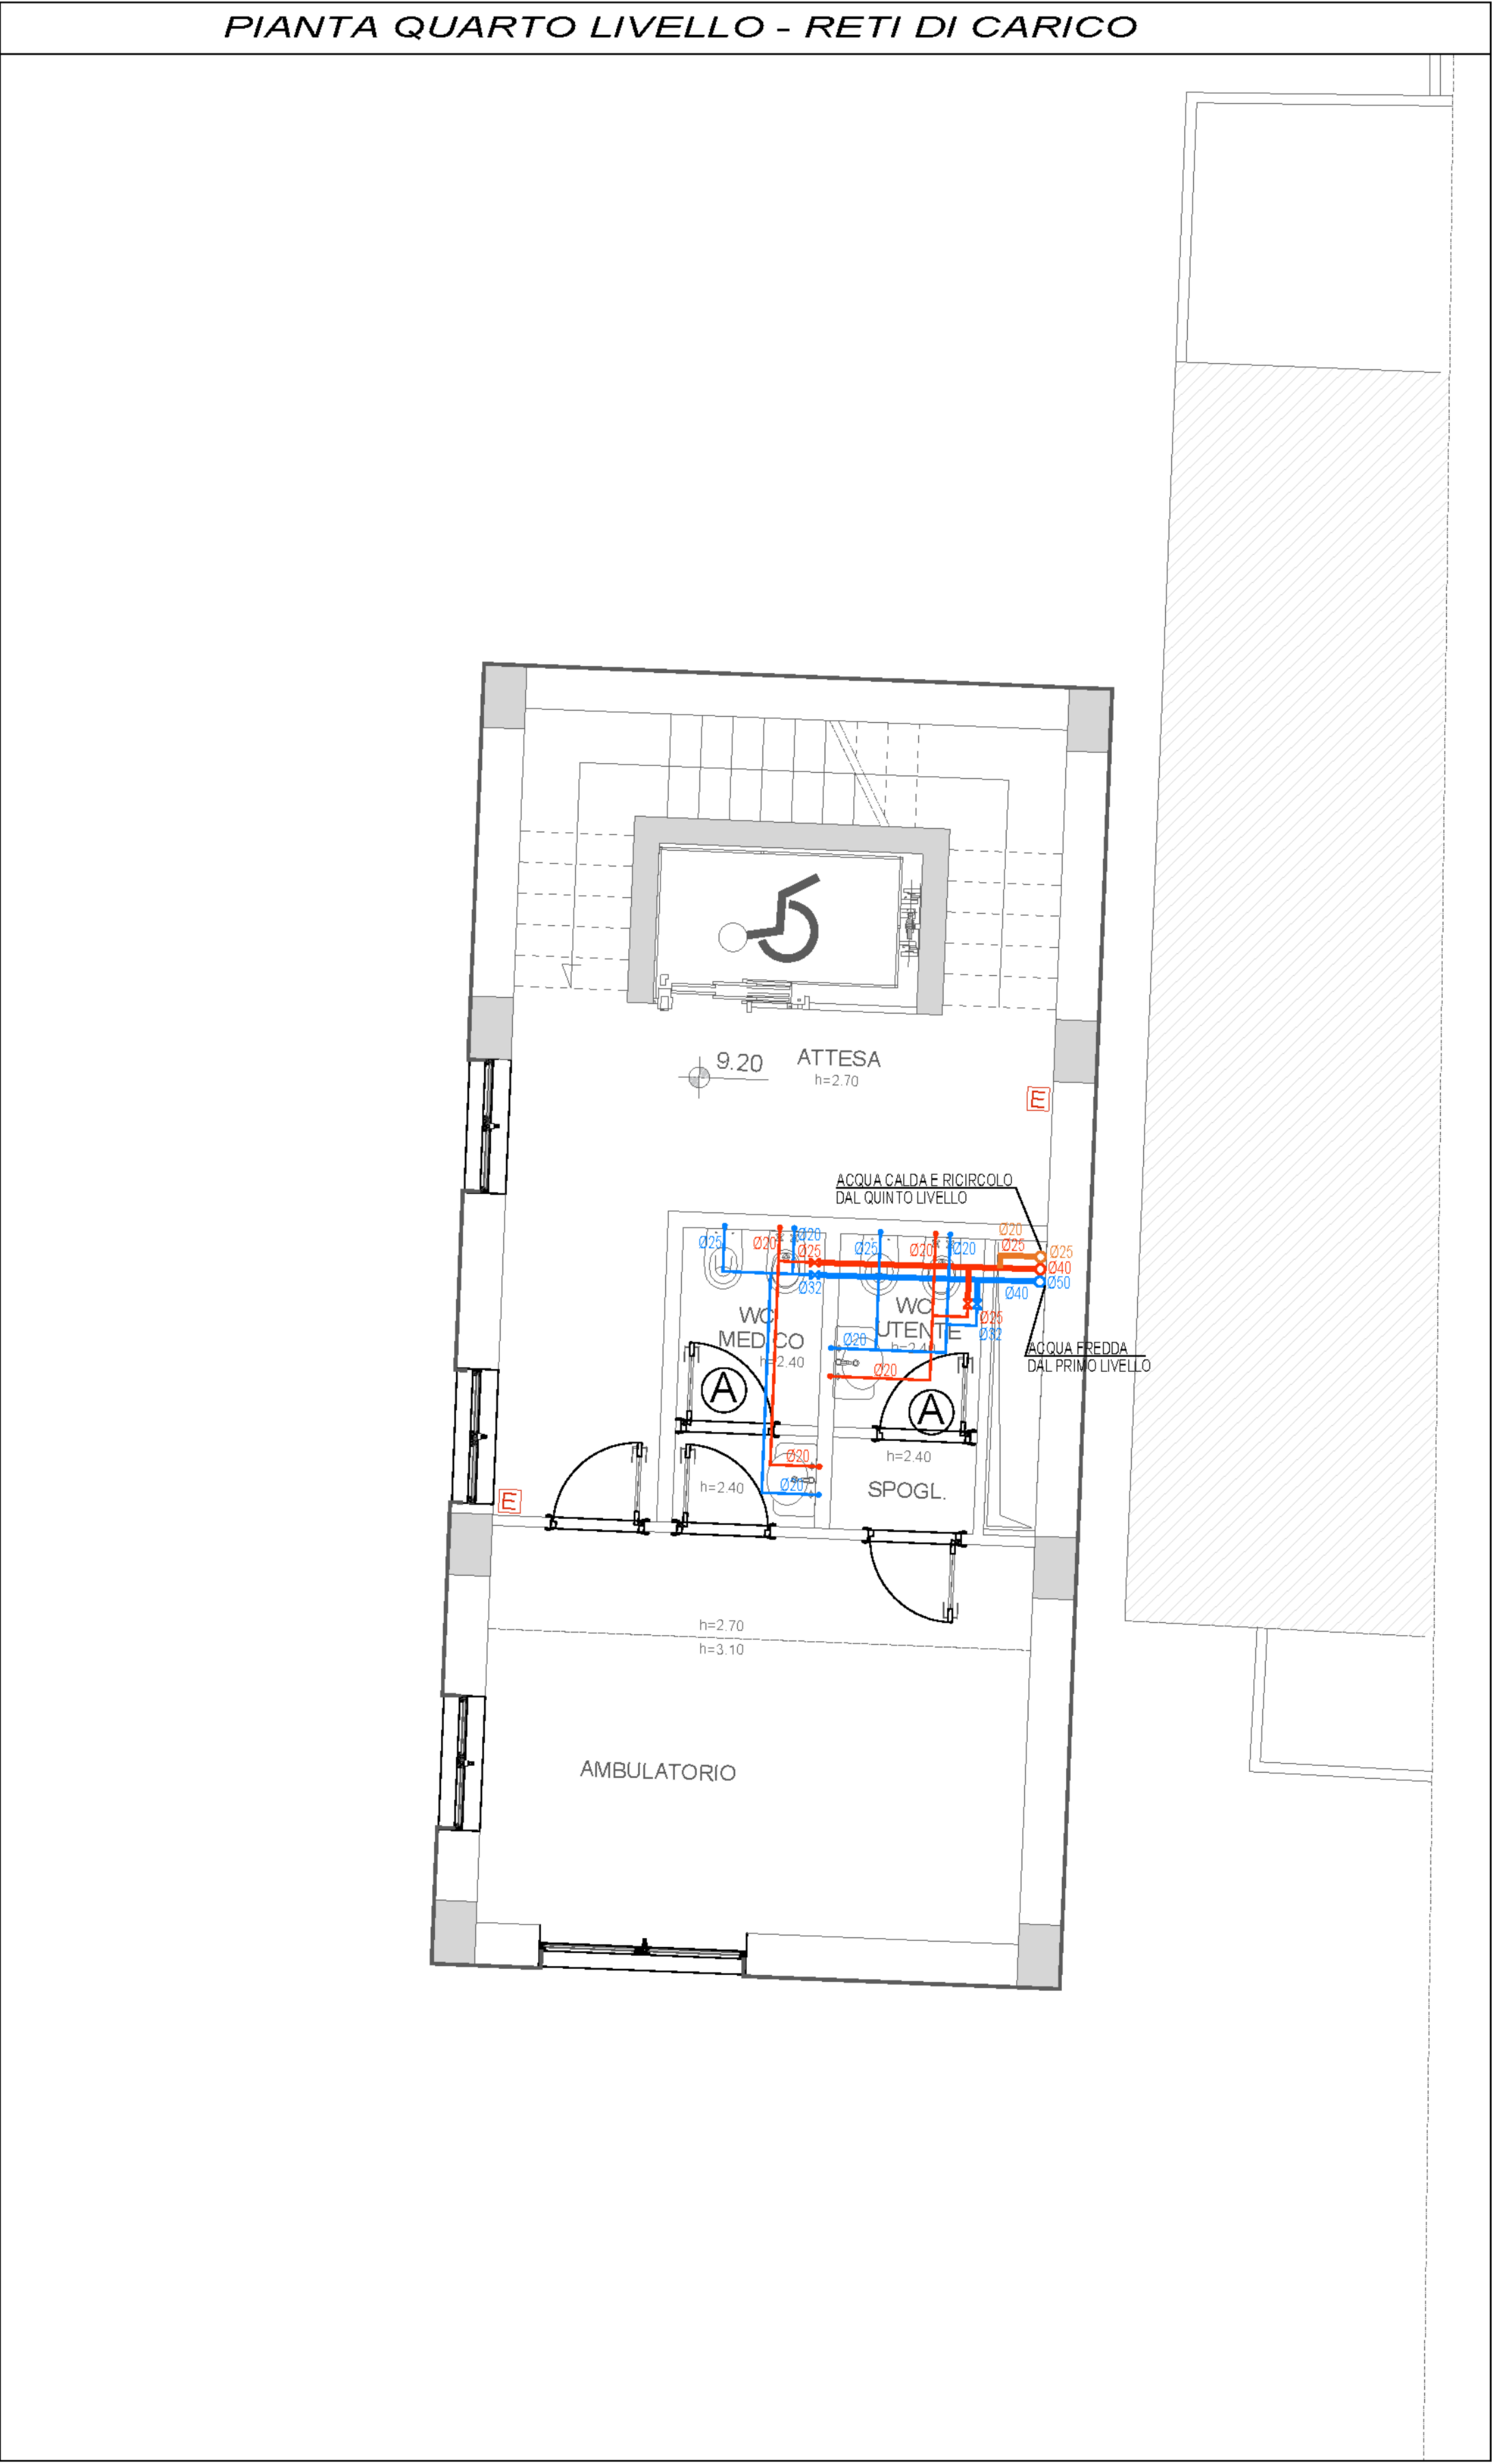 PIANTA QUARTO LIVELLO - RETI DI CARICO
9.20
ATTESA
h=2.70
E
ACQUA CALDA E RICIRCOLO
DAL QUINTO LIVELLO
Ø20
Ø25
Ø25
Ø40
Ø50
Ø40
Ø25
Ø20
Ø20
Ø25
Ø32
Ø25
Ø20
Ø20
Ø25
Ø32
WC
MEDICO
h=2.40
WC
UTENTE
h=2.40
Ø20
Ø20
ACQUA FREDDA
DAL PRIMO LIVELLO
A
A
Ø20
Ø20
h=2.40
h=2.40
SPOGL.
E
h=2.70
h=3.10
AMBULATORIO